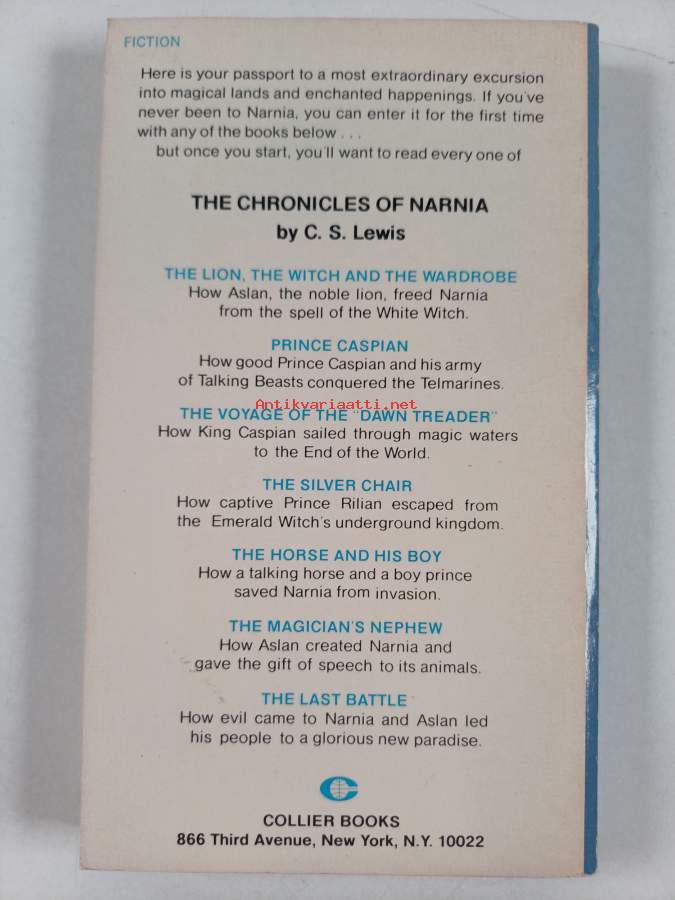 FICTION
Here is your passport to a most extraordinary excursion
into magical lands and enchanted happenings. If you've
never been to Narnia, you can enter it for the first time
with any of the books below . . .
but once you start, you'll want to read every one of
THE CHRONICLES OF NARNIA
by C. S. Lewis
THE LION, THE WITCH AND THE WARDROBE
How Aslan, the noble lion, freed Narnia
from the spell of the White Witch.
PRINCE CASPIAN
How good Prince Caspian and his army
of Talking Beasts conquered the Telmarines.
Antikvariaatti.net
THE VOYAGE OF THE "DAWN TREADER"
How King Caspian sailed through magic waters
to the End of the World.
THE SILVER CHAIR
How captive Prince Rilian escaped from
the Emerald Witch's underground kingdom.
THE HORSE AND HIS BOY
How a talking horse and a boy prince
saved Narnia from invasion.
THE MAGICIAN'S NEPHEW
How Aslan created Narnia and
gave the gift of speech to its animals.
THE LAST BATTLE
How evil came to Narnia and Aslan led
his people to a glorious new paradise.
COLLIER BOOKS
866 Third Avenue, New York, N.Y. 10022